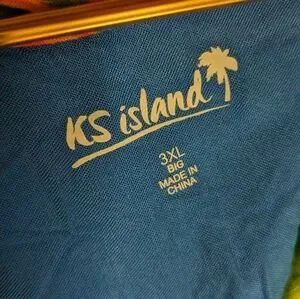 KS island
3XL
BIG
MADE IN
CHINA